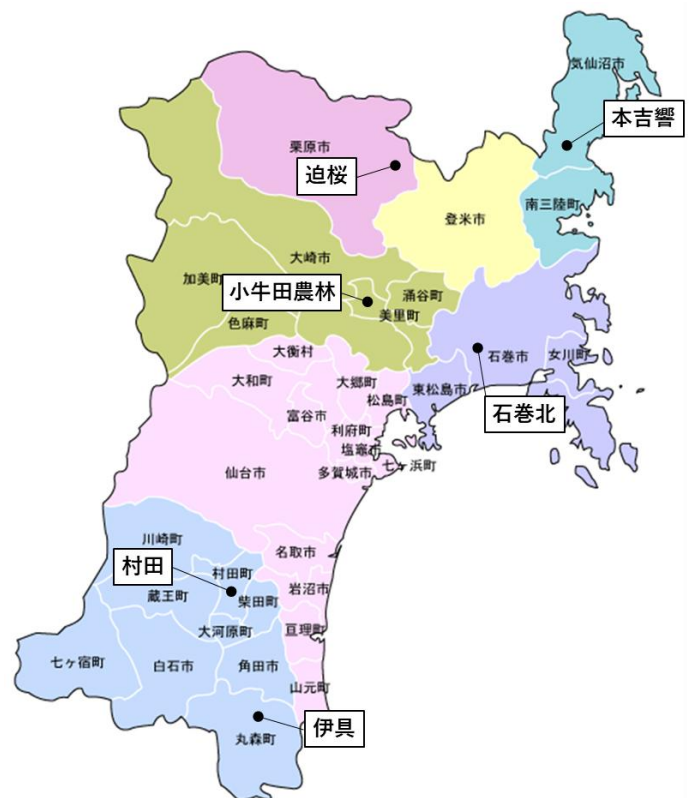 気仙沼市
本吉響
栗原市
迫桜
登米市
南三陸町
大崎市
加美町
小牛田農林
涌谷町
美里町
色麻町
大衡村
石巻市
女川町
大和町
大郷町
東松島市
松島町
石巻北
富谷市
利府町
塩竈市
七ヶ浜町
仙台市
多賀城市
川崎町
名取市
村田
村田町
岩沼市
蔵王町
柴田町
大河原町
亘理町
七ヶ宿町
白石市
角田市
山元町
伊具
丸森町